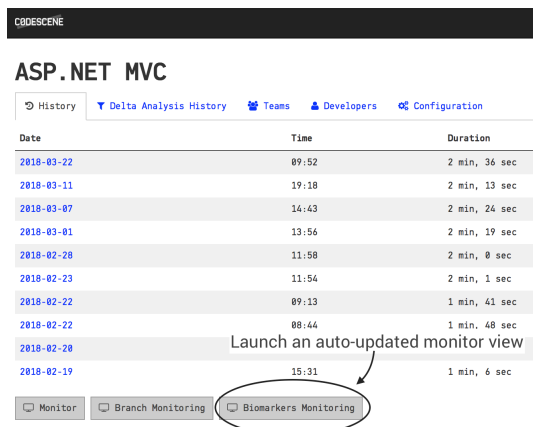 CODESCENE
ASP.NET MVC
History Delta Analysis History Teams Developers Configuration
Date Time Duration
2018-03-22 09:52 2 min, 36 sec
2018-03-11 19:18 2 min, 13 sec
2018-03-07 14:43 2 min, 24 sec
2018-03-01 13:56 2 min, 19 sec
2018-02-28 11:58 2 min, 0 sec
2018-02-23 11:54 2 min, 1 sec
2018-02-22 09:13 1 min, 41 sec
2018-02-22 08:44 1 min, 48 sec
Launch an auto-updated monitor view
2018-02-20
2018-02-19 15:31 1 min, 6 sec
Monitor Branch Monitoring Biomarkers Monitoring